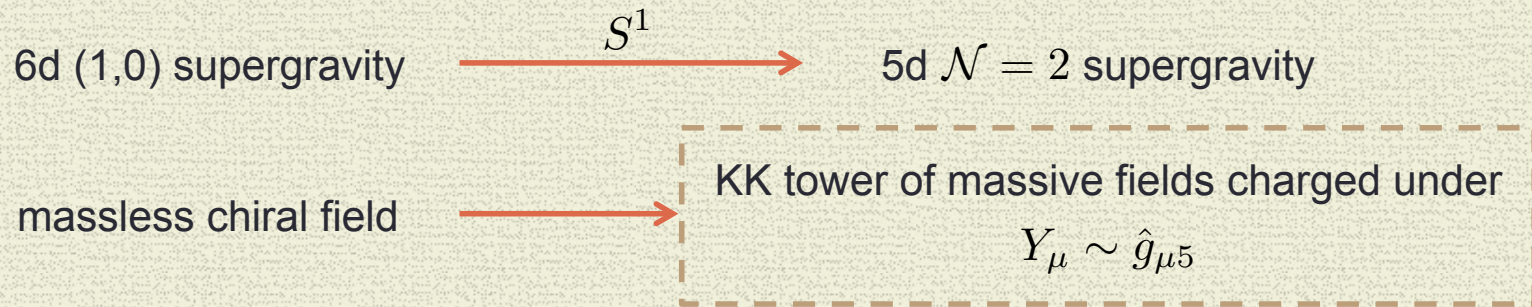 6d (1,0) supergravity S¹ 5d 𝒩 = 2 supergravity
massless chiral field KK tower of massive fields charged under
Y_μ ∼ ĝ_μ5